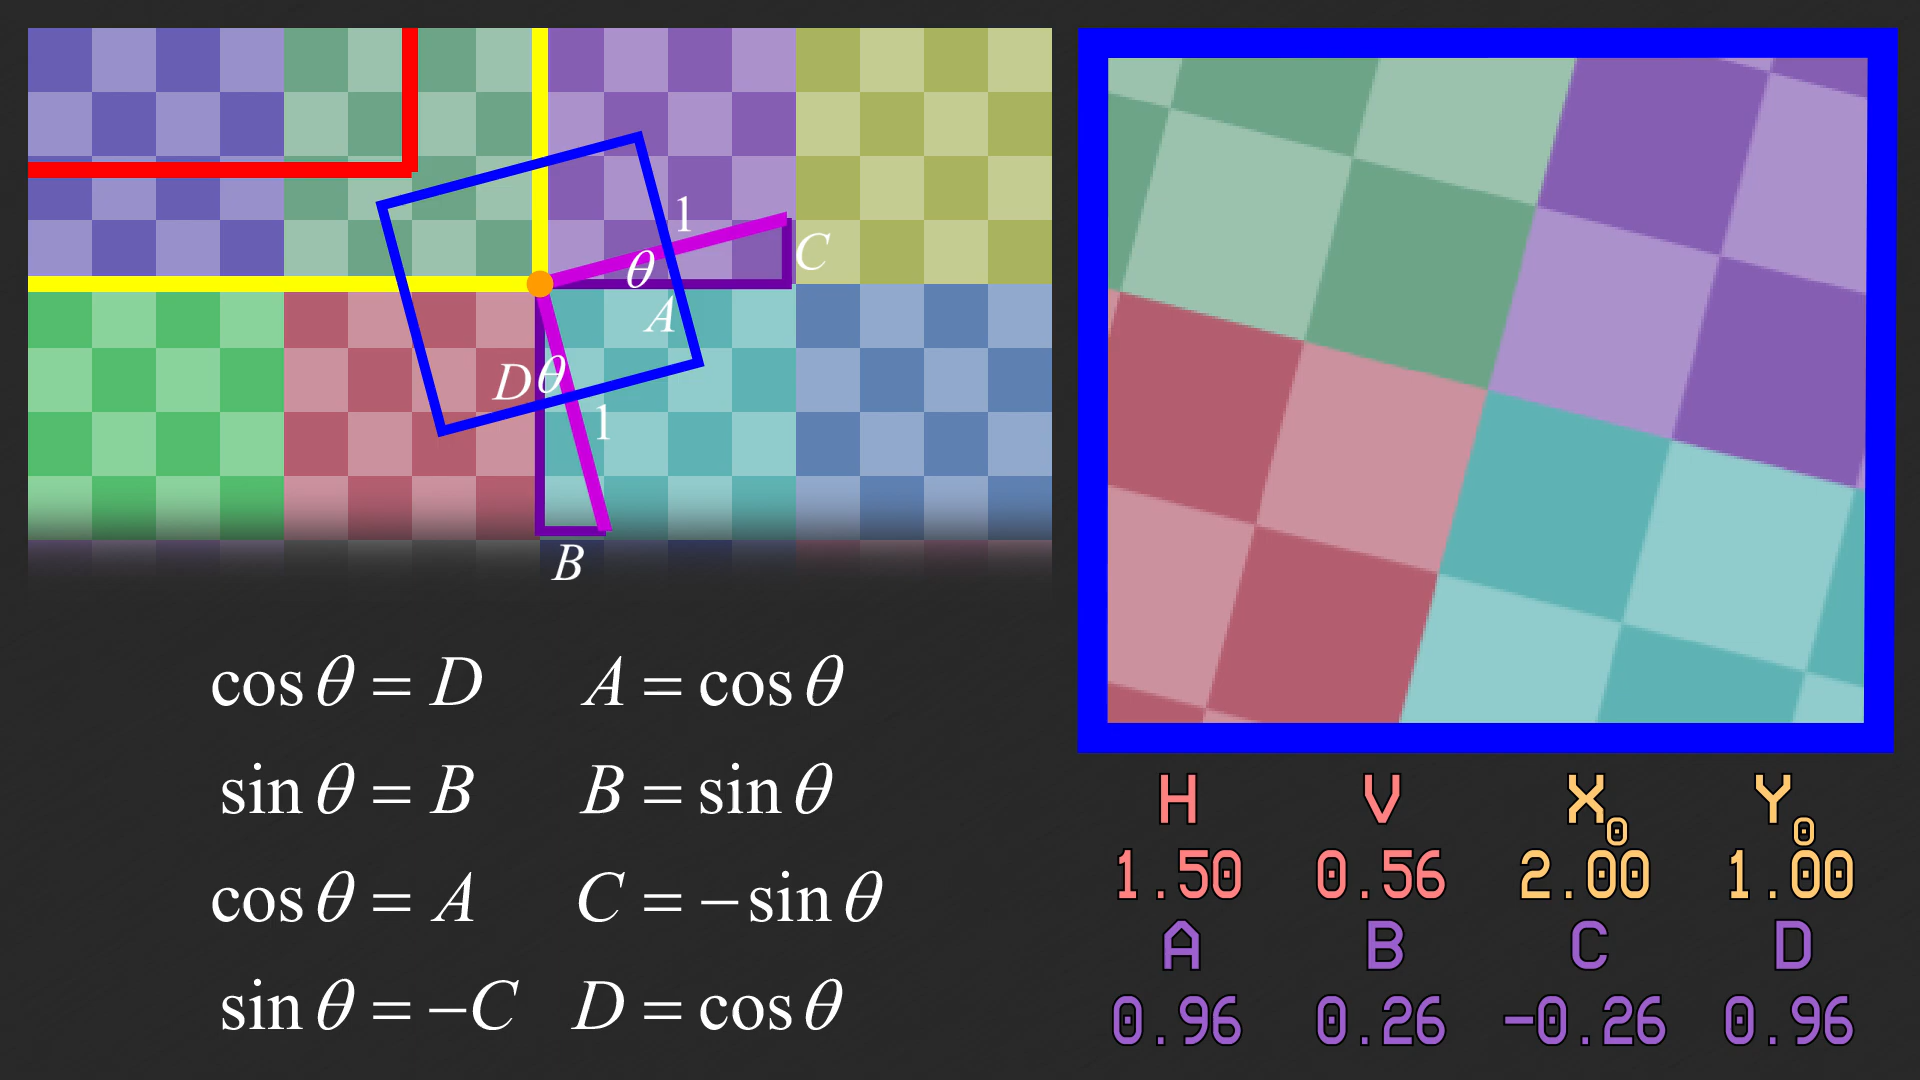 1
C
θ
A
D θ
1
B
cos θ = D A = cos θ
sin θ = B B = sin θ
cos θ = A C = −sin θ
sin θ = −C D = cos θ
H V X₀ Y₀
1.50 0.56 2.00 1.00
A B C D
0.96 0.26 -0.26 0.96